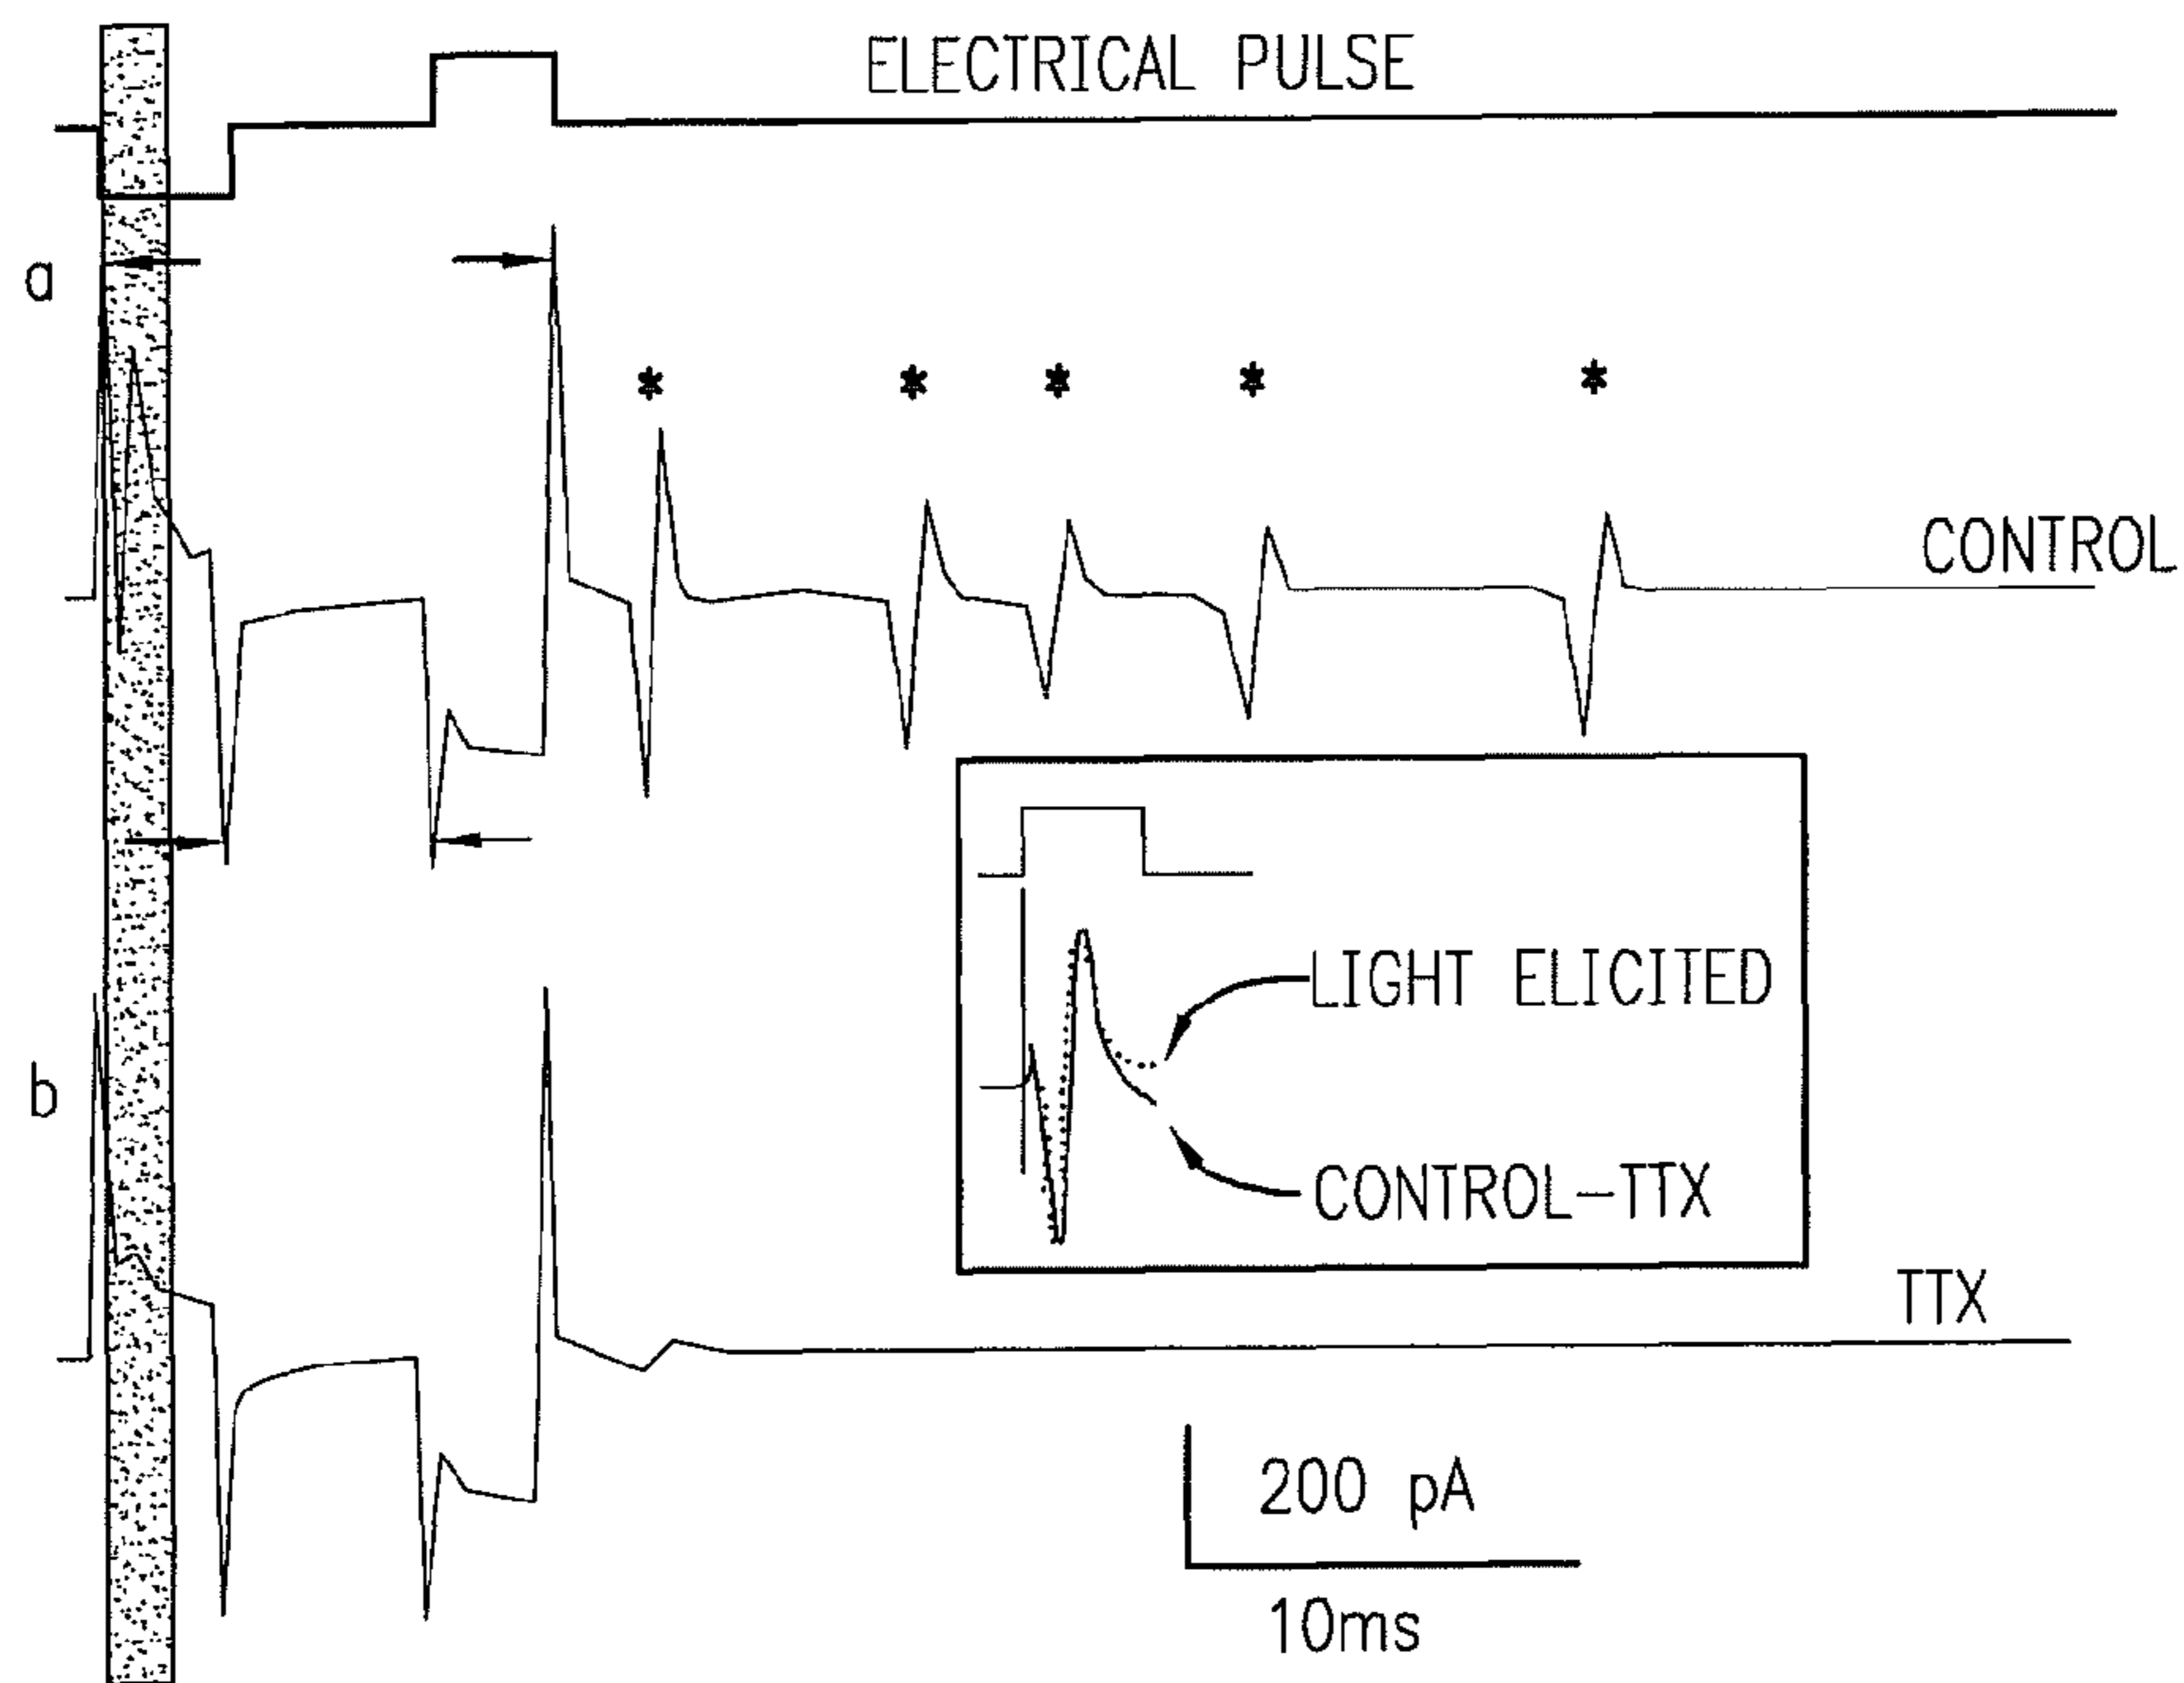 ELECTRICAL PULSE
a
* * * * *
CONTROL
LIGHT ELICITED
b
CONTROL-TTX
TTX
200 pA
10ms